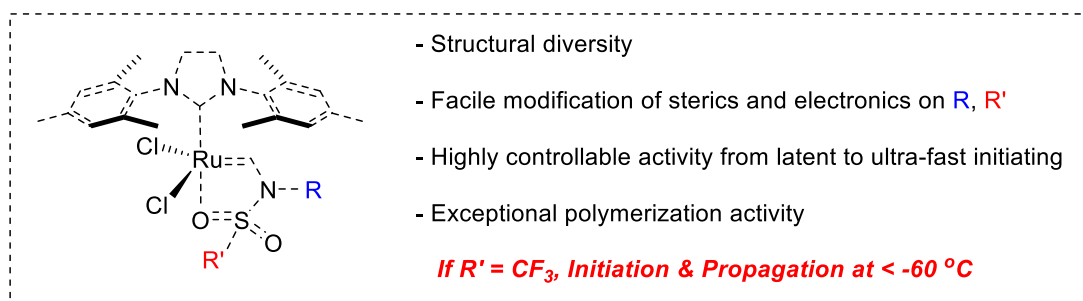 - Structural diversity
- Facile modification of sterics and electronics on R, R'
- Highly controllable activity from latent to ultra-fast initiating
- Exceptional polymerization activity
If R' = CF₃, Initiation & Propagation at < -60 °C
N N
Cl
Ru
Cl
N R
O S
R' O